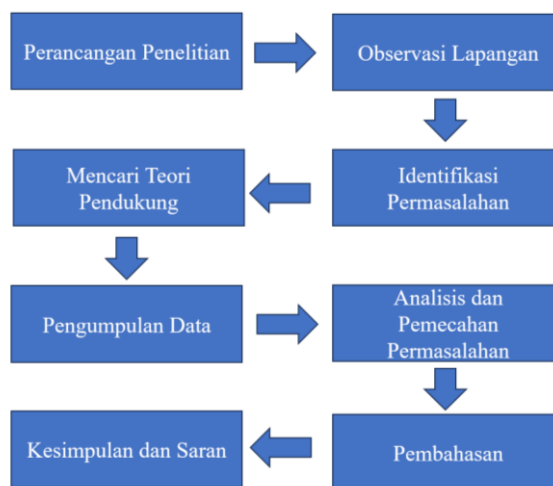 Perancangan Penelitian
Observasi Lapangan
Identifikasi
Permasalahan
Mencari Teori
Pendukung
Pengumpulan Data
Analisis dan
Pemecahan
Permasalahan
Pembahasan
Kesimpulan dan Saran